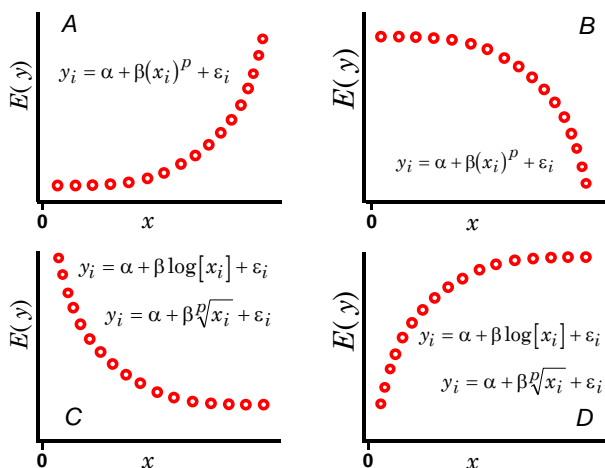 A
E(y)
y_i = α + β(x_i)^p + ε_i
0
x
B
E(y)
y_i = α + β(x_i)^p + ε_i
0
x
E(y)
y_i = α + β log[x_i] + ε_i
y_i = α + β ᵖ√x_i + ε_i
C
0
x
E(y)
y_i = α + β log[x_i] + ε_i
y_i = α + β ᵖ√x_i + ε_i
D
0
x